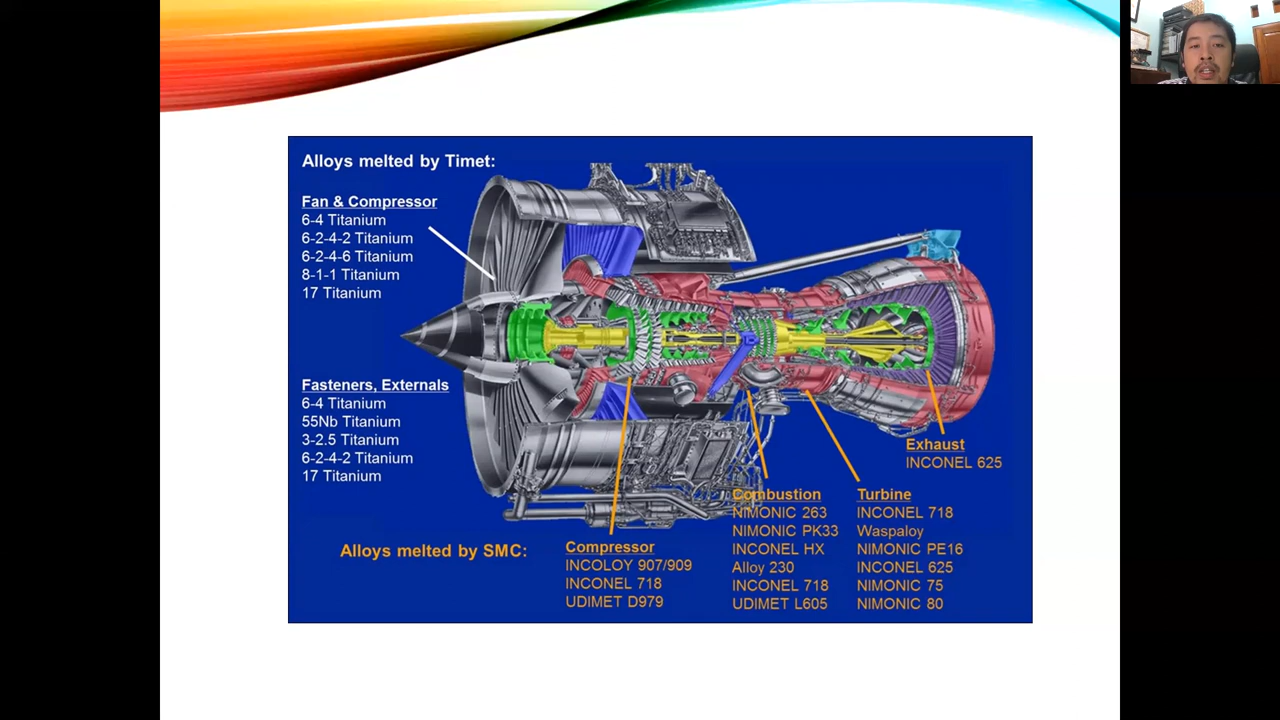 Alloys melted by Timet:
Fan & Compressor
6-4 Titanium
6-2-4-2 Titanium
6-2-4-6 Titanium
8-1-1 Titanium
17 Titanium
Fasteners, Externals
6-4 Titanium
55Nb Titanium
3-2.5 Titanium
6-2-4-2 Titanium
17 Titanium
Alloys melted by SMC:
Compressor
INCOLOY 907/909
INCONEL 718
UDIMET D979
Combustion
NIMONIC 263
NIMONIC PK33
INCONEL HX
Alloy 230
INCONEL 718
UDIMET L605
Turbine
INCONEL 718
Waspaloy
NIMONIC PE16
INCONEL 625
NIMONIC 75
NIMONIC 80
Exhaust
INCONEL 625